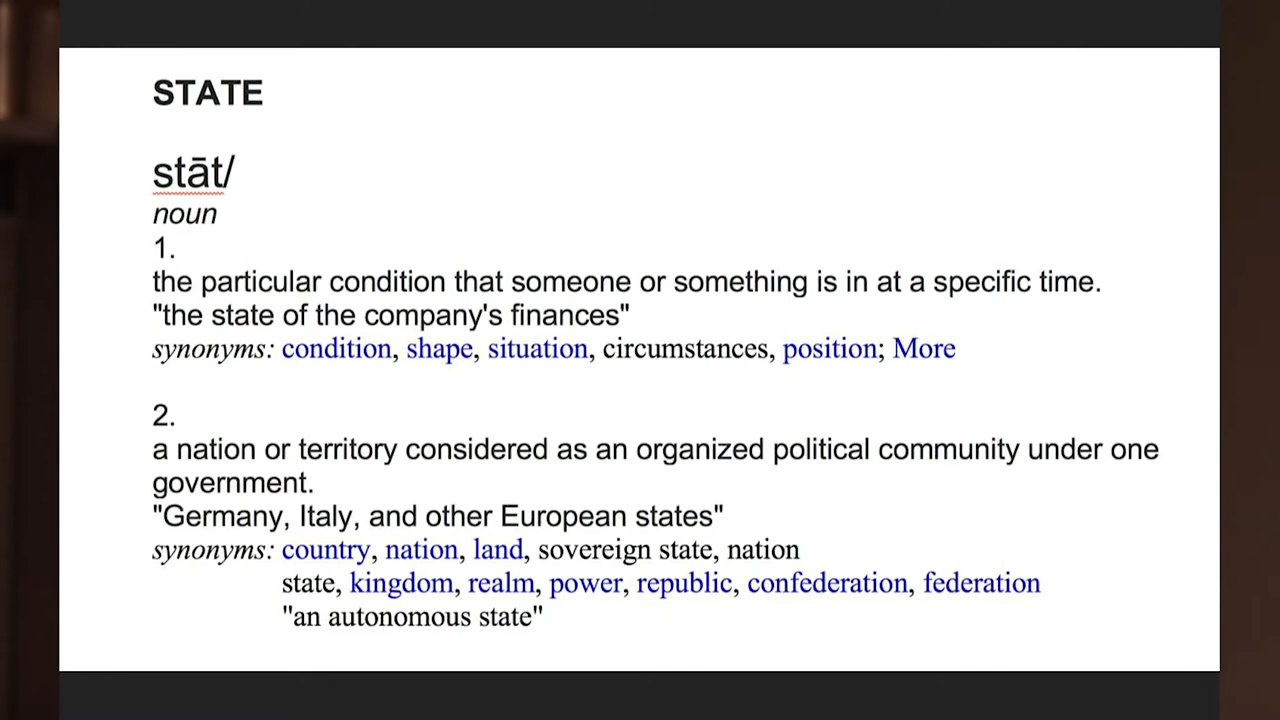 STATE
stāt/
noun
1.
the particular condition that someone or something is in at a specific time.
"the state of the company's finances"
synonyms: condition, shape, situation, circumstances, position; More
2.
a nation or territory considered as an organized political community under one
government.
"Germany, Italy, and other European states"
synonyms: country, nation, land, sovereign state, nation
state, kingdom, realm, power, republic, confederation, federation
"an autonomous state"